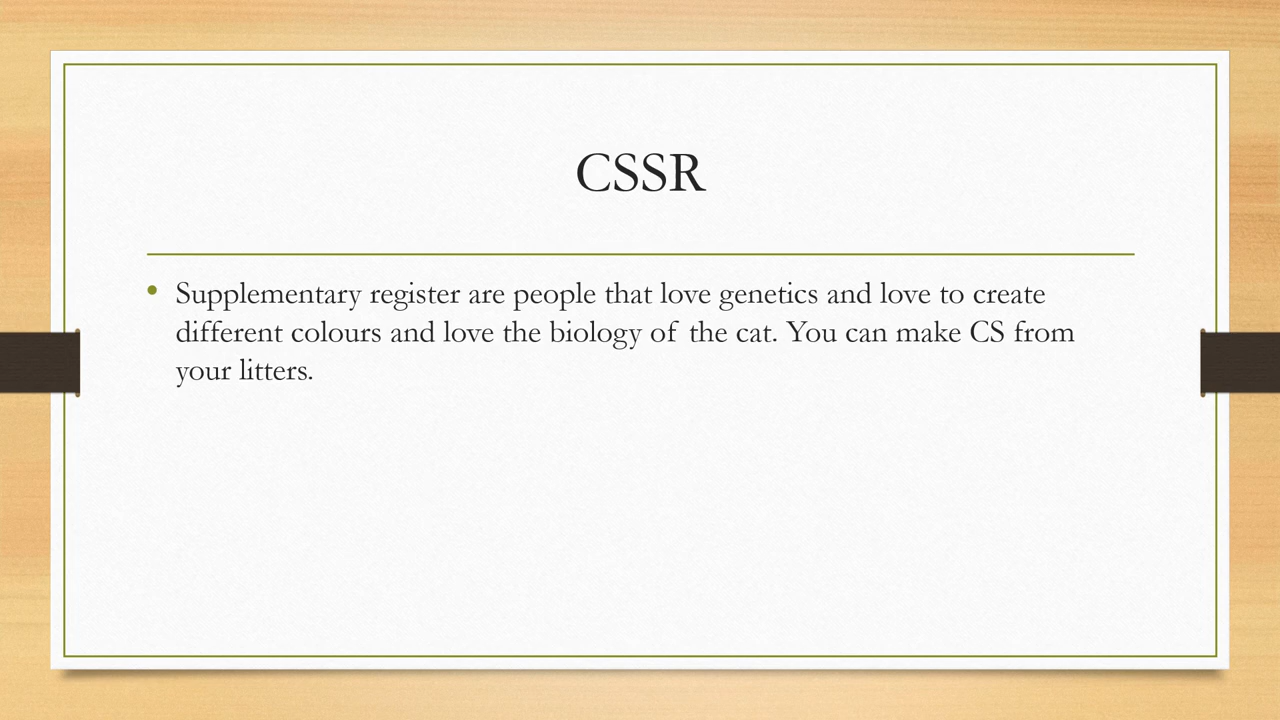 CSSR
Supplementary register are people that love genetics and love to create
different colours and love the biology of the cat. You can make CS from
your litters.